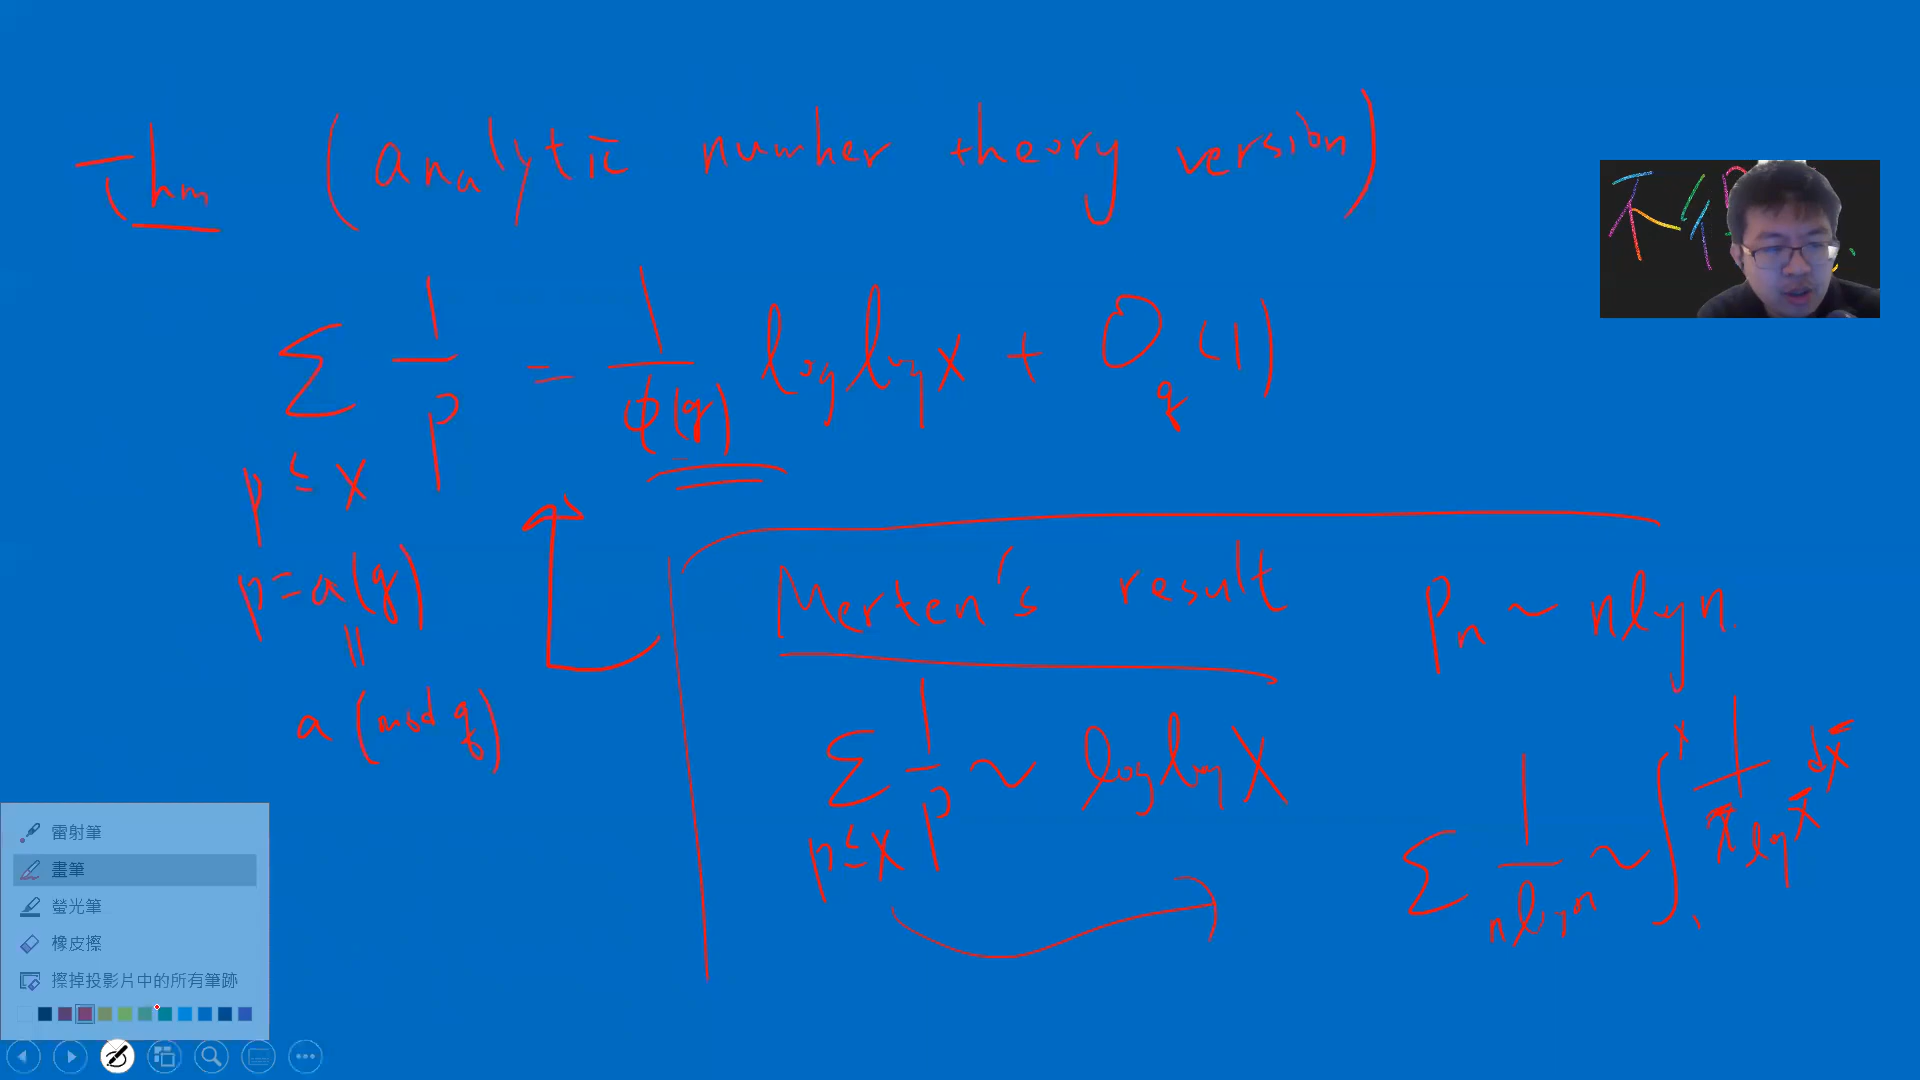 Thm (analytic number theory version)
∑ 1/p = 1/φ(q) log log x + O_q(1)
p ≤ x
p = a(q)
||
a (mod q)
Merten's result
∑ 1/p ~ log log x
p ≤ x
P_n ~ n log n.
∑ 1/(n log n) ~ ∫_1^x 1/(x log x) dx
雷射筆
畫筆
螢光筆
橡皮擦
擦掉投影片中的所有筆跡